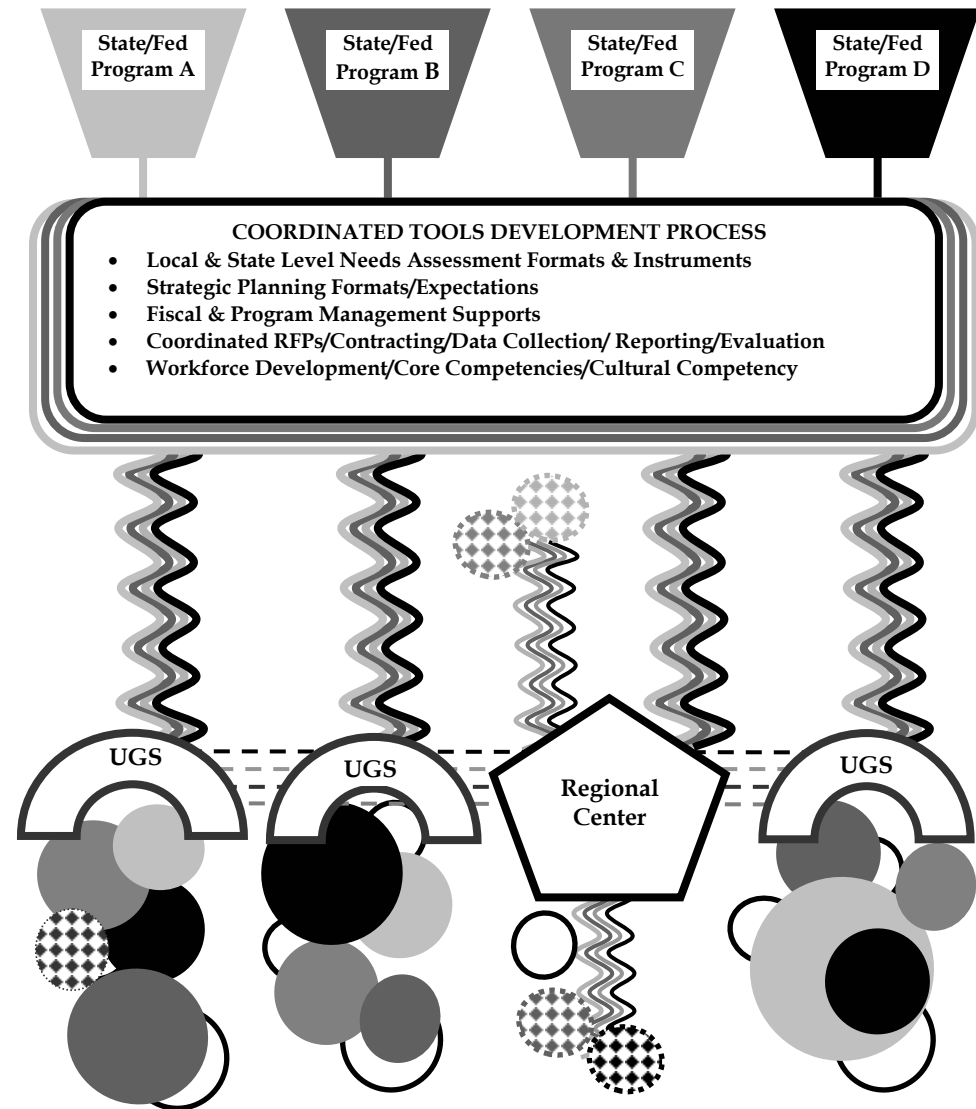 State/Fed
Program A
State/Fed
Program B
State/Fed
Program C
State/Fed
Program D
COORDINATED TOOLS DEVELOPMENT PROCESS
• Local & State Level Needs Assessment Formats & Instruments
• Strategic Planning Formats/Expectations
• Fiscal & Program Management Supports
• Coordinated RFPs/Contracting/Data Collection/ Reporting/Evaluation
• Workforce Development/Core Competencies/Cultural Competency
UGS
UGS
Regional
Center
UGS